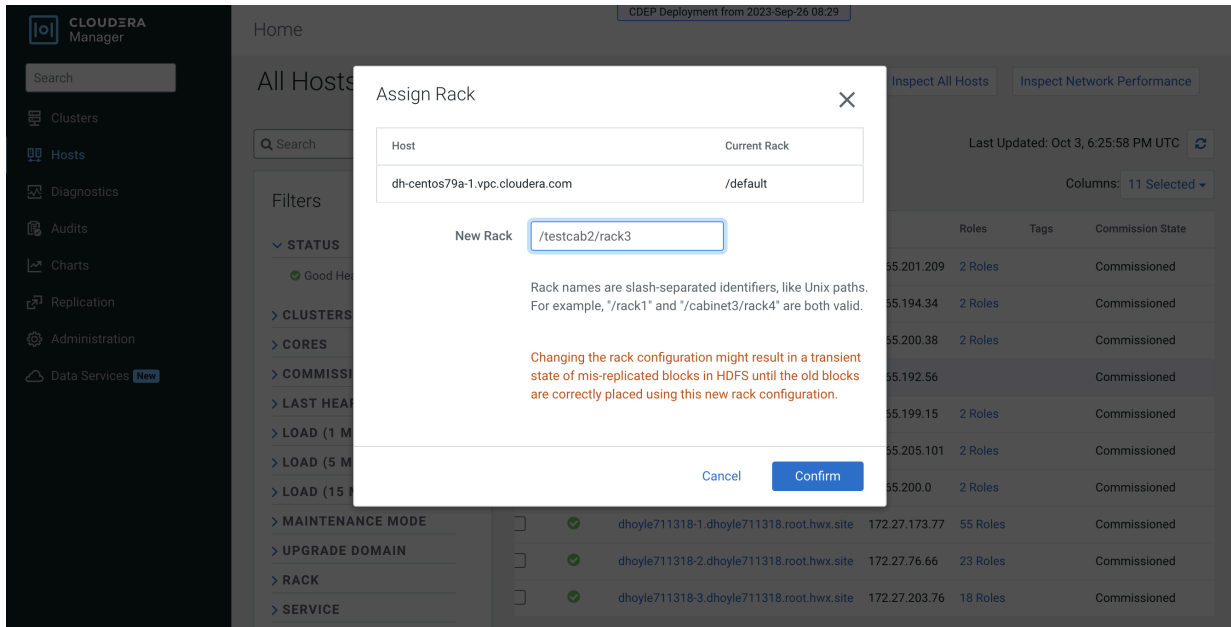 CLOUDERA
Manager
Search
Clusters
Hosts
Diagnostics
Audits
Charts
Replication
Administration
Data Services New
CDEP Deployment from 2023-Sep-26 08:29
Home
All Hosts
Inspect All Hosts
Inspect Network Performance
Search
Last Updated: Oct 3, 6:25:58 PM UTC
Columns: 11 Selected
Filters
STATUS
Good Hea
CLUSTERS
CORES
COMMISSI
LAST HEAR
LOAD (1 M
LOAD (5 M
LOAD (15 M
MAINTENANCE MODE
UPGRADE DOMAIN
RACK
SERVICE
Assign Rack
Host Current Rack
dh-centos79a-1.vpc.cloudera.com /default
New Rack /testcab2/rack3
Rack names are slash-separated identifiers, like Unix paths.
For example, "/rack1" and "/cabinet3/rack4" are both valid.
Changing the rack configuration might result in a transient
state of mis-replicated blocks in HDFS until the old blocks
are correctly placed using this new rack configuration.
Cancel Confirm
Roles Tags Commission State
65.201.209 2 Roles Commissioned
65.194.34 2 Roles Commissioned
65.200.38 2 Roles Commissioned
65.192.56 Commissioned
65.199.15 2 Roles Commissioned
65.205.101 2 Roles Commissioned
65.200.0 2 Roles Commissioned
dhoyle711318-1.dhoyle711318.root.hwx.site 172.27.173.77 55 Roles Commissioned
dhoyle711318-2.dhoyle711318.root.hwx.site 172.27.76.66 23 Roles Commissioned
dhoyle711318-3.dhoyle711318.root.hwx.site 172.27.203.76 18 Roles Commissioned